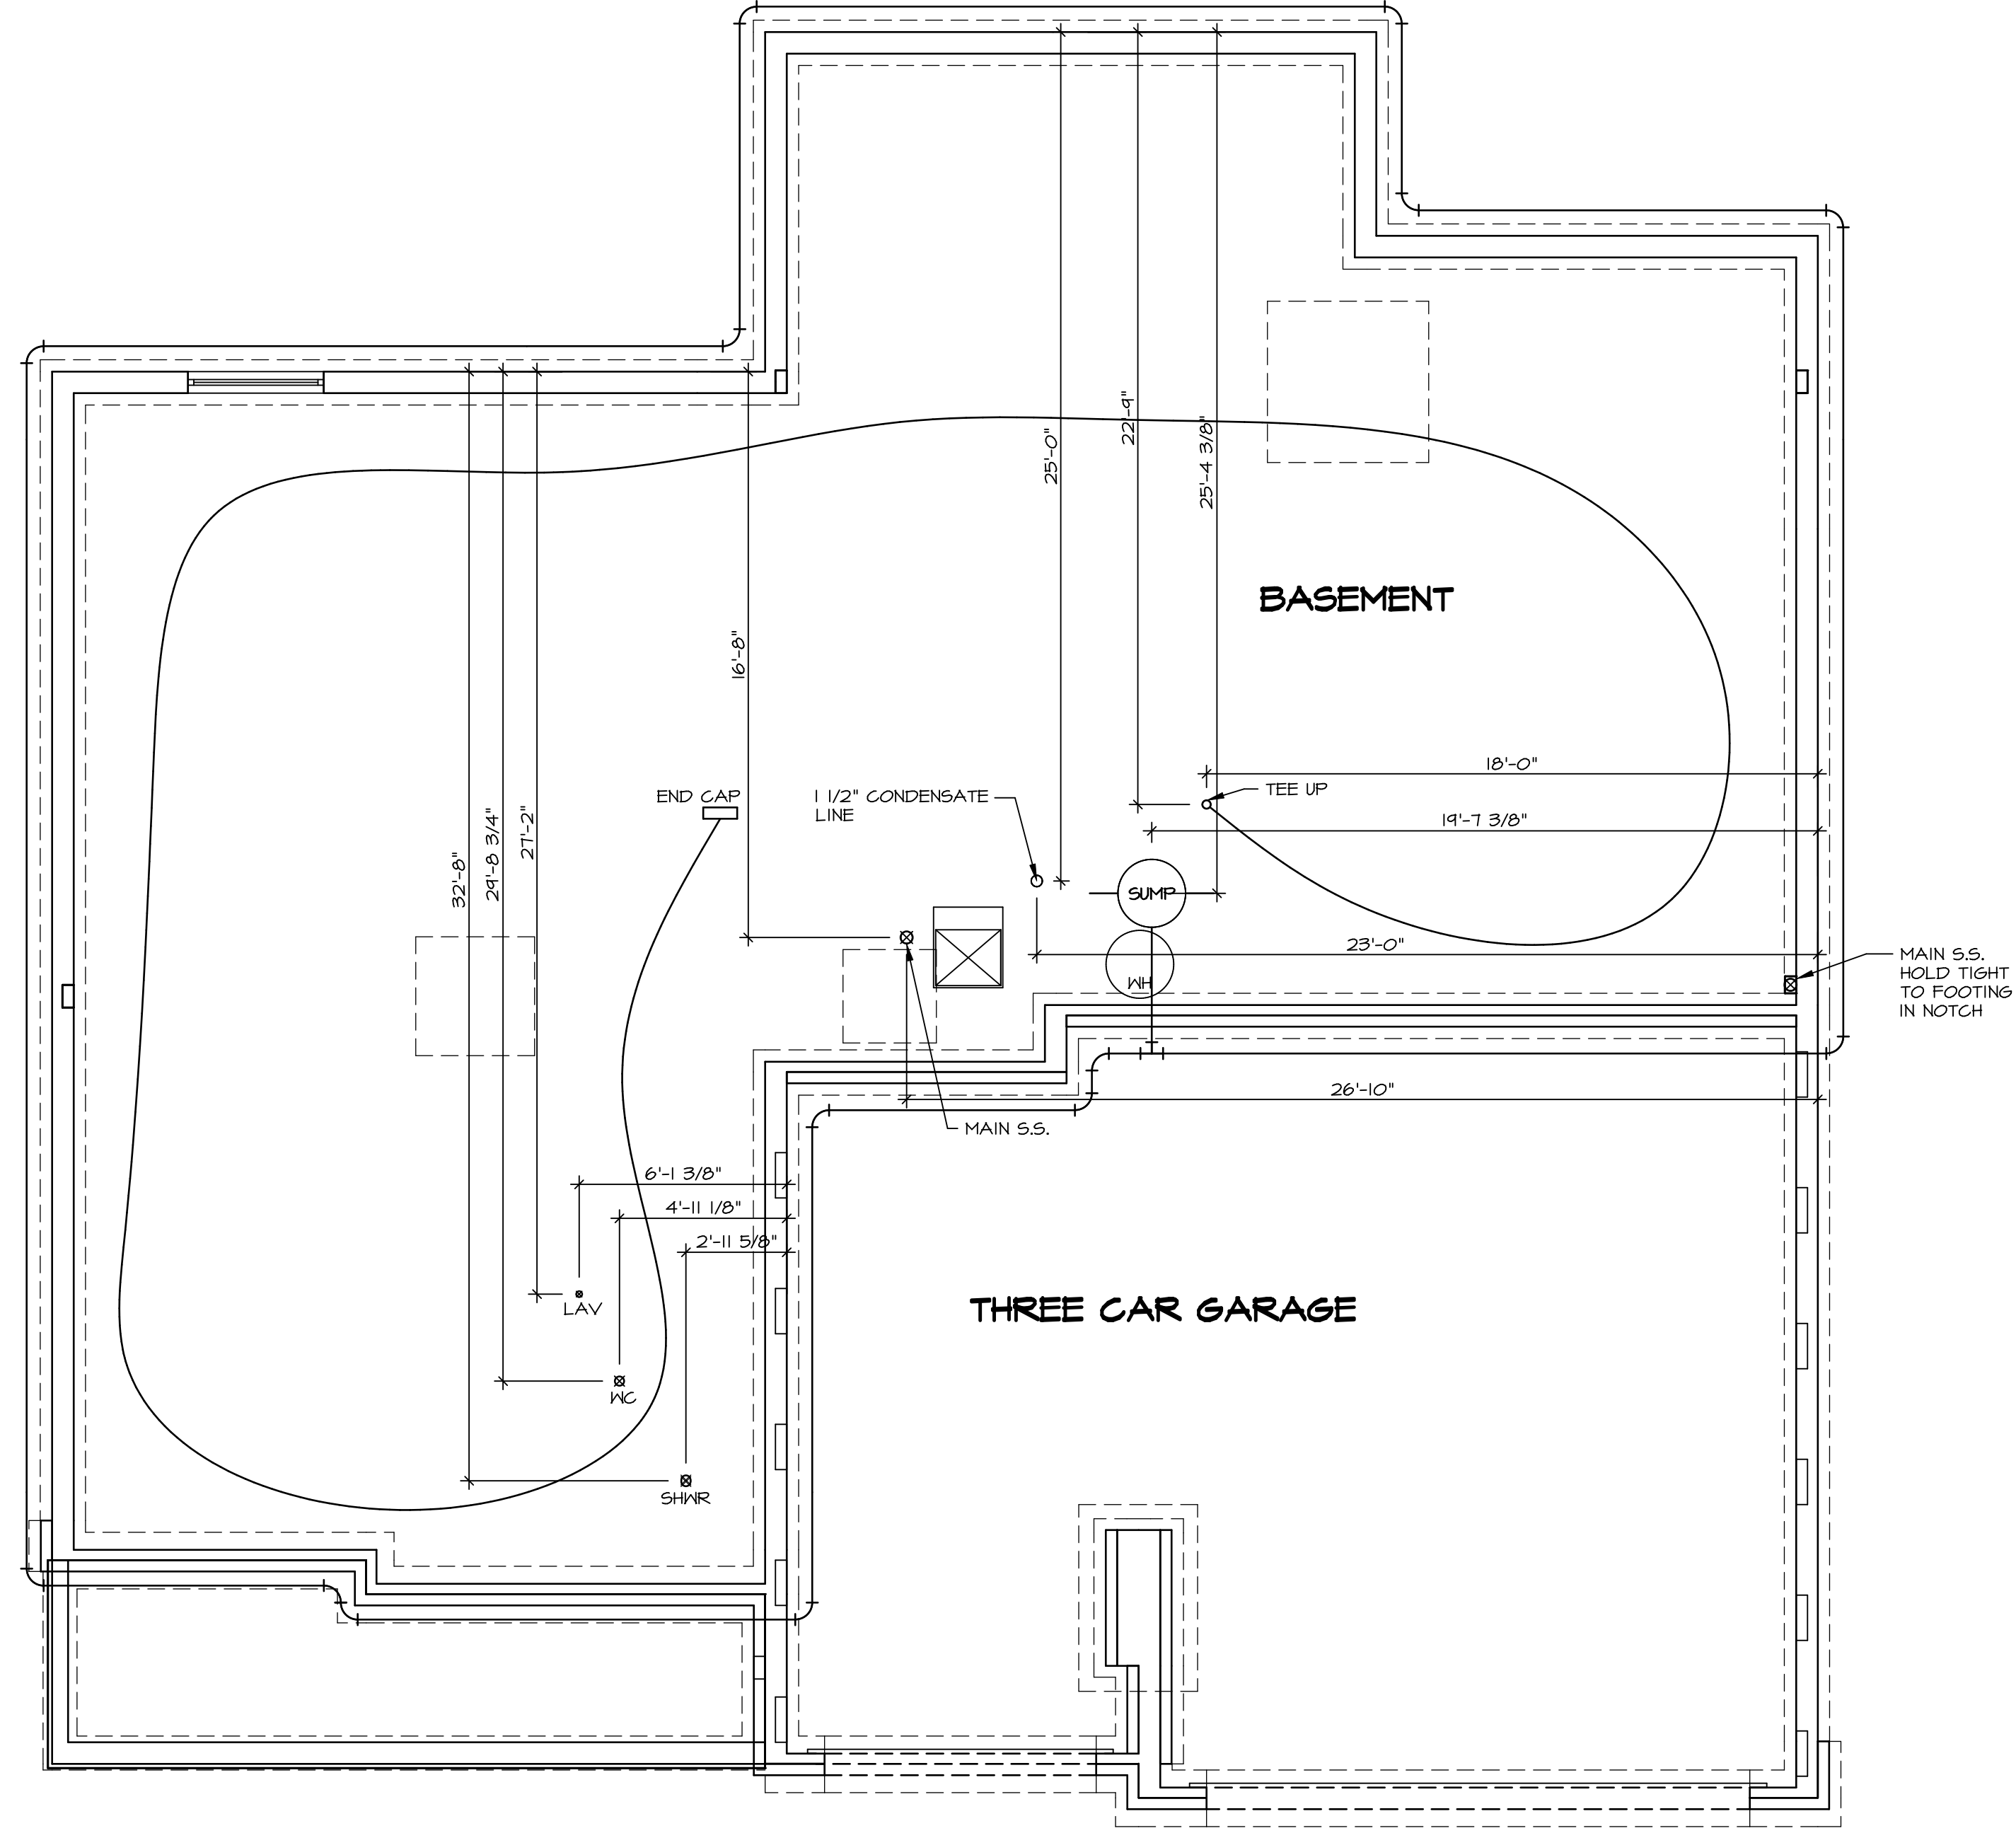 25'-0"
22'-9"
25'-4 3/8"
BASEMENT
16'-8"
18'-0"
TEE UP
END CAP
1 1/2" CONDENSATE
LINE
19'-7 3/8"
32'-8"
29'-8 3/4"
27'-2"
SUMP
23'-0"
WH
MAIN S.S.
HOLD TIGHT
TO FOOTING
IN NOTCH
26'-10"
MAIN S.S.
6'-1 3/8"
4'-11 1/8"
2'-11 5/8"
LAV
THREE CAR GARAGE
WC
SHWR